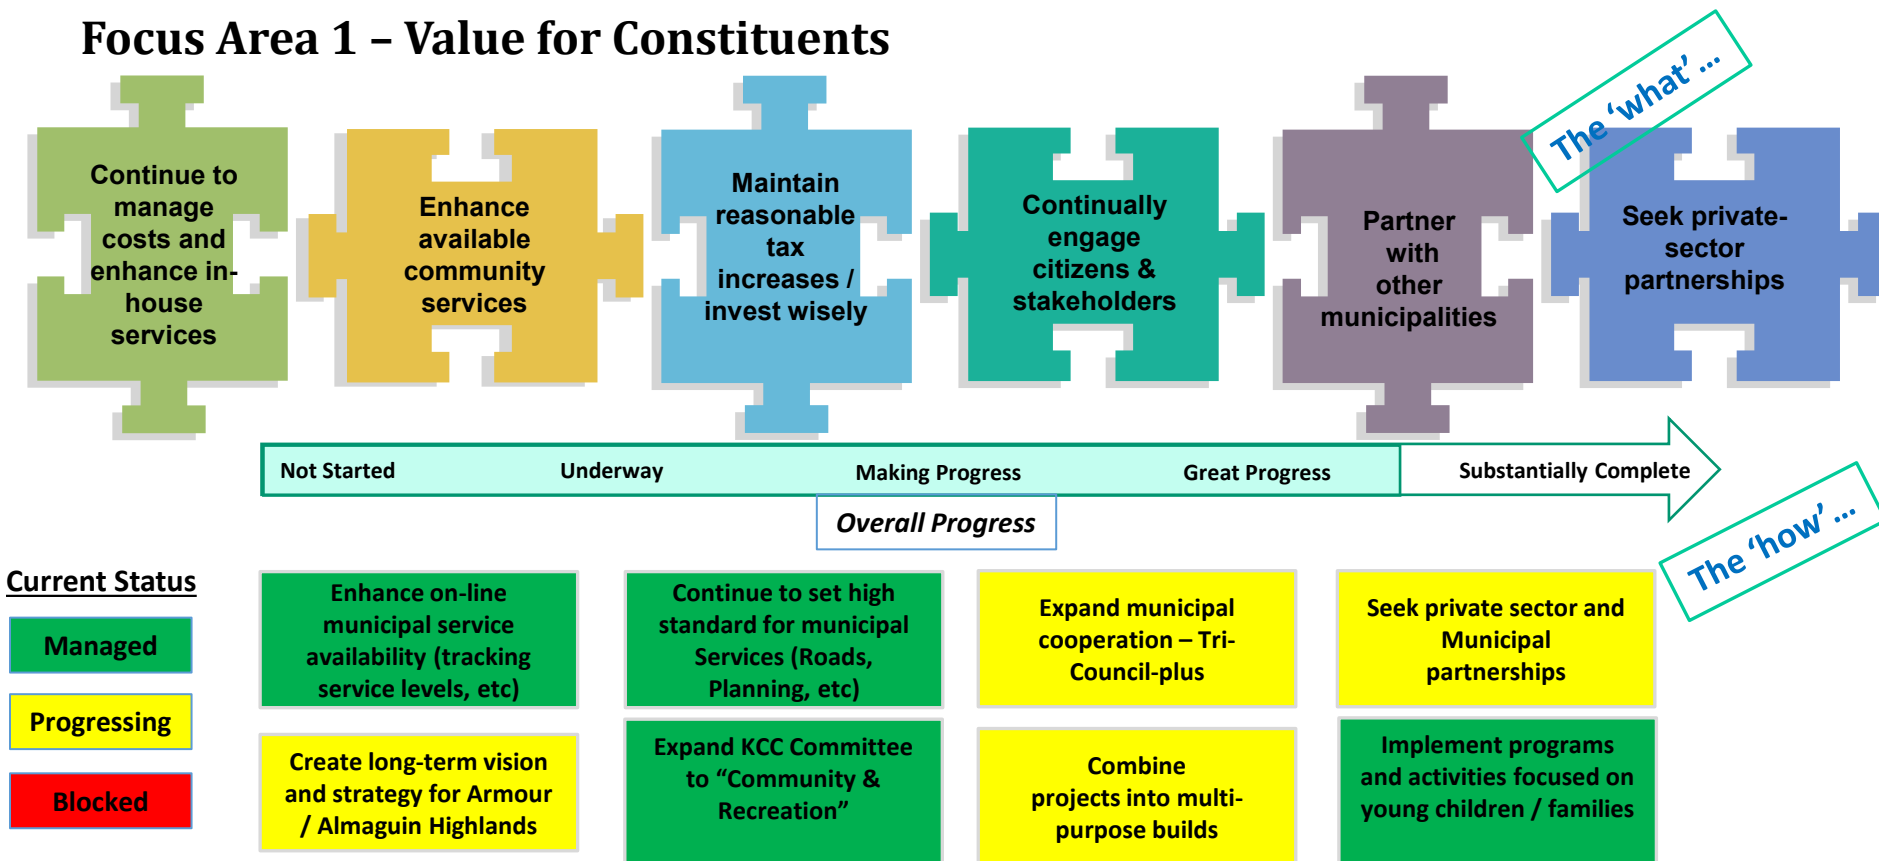 Focus Area 1 – Value for Constituents
The ‘what’ ...
Continue to
manage
costs and
enhance in-
house
services
Enhance
available
community
services
Maintain
reasonable
tax
increases /
invest wisely
Continually
engage
citizens &
stakeholders
Partner
with
other
municipalities
Seek private-
sector
partnerships
Not Started
Underway
Making Progress
Great Progress
Substantially Complete
Overall Progress
The ‘how’ ...
Current Status
Managed
Progressing
Blocked
Enhance on-line
municipal service
availability (tracking
service levels, etc)
Continue to set high
standard for municipal
Services (Roads,
Planning, etc)
Expand municipal
cooperation – Tri-
Council-plus
Seek private sector and
Municipal
partnerships
Create long-term vision
and strategy for Armour
/ Almaguin Highlands
Expand KCC Committee
to “Community &
Recreation”
Combine
projects into multi-
purpose builds
Implement programs
and activities focused on
young children / families